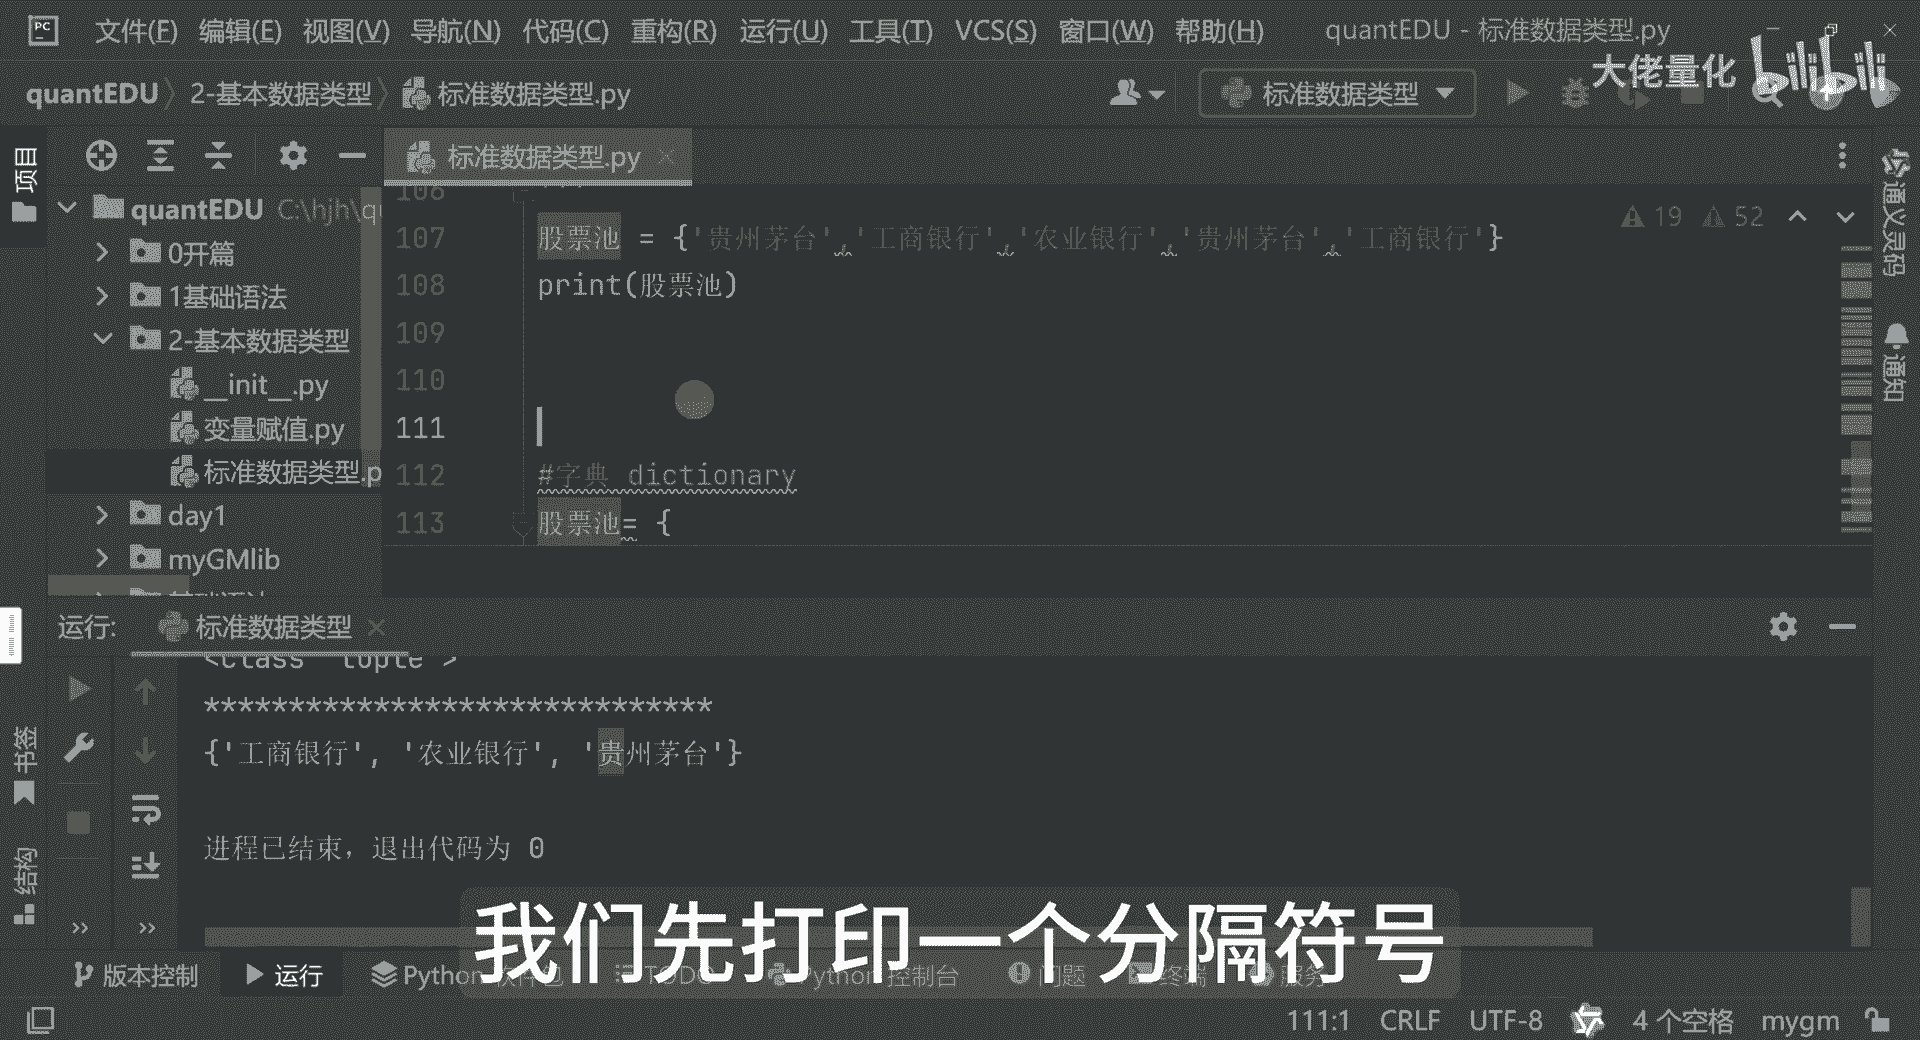 文件(F) 编辑(E) 视图(V) 导航(N) 代码(C) 重构(R) 运行(U) 工具(T) VCS(S) 窗口(W) 帮助(H) quantEDU - 标准数据类型.py
大佬量化 bilibili
quantEDU 2-基本数据类型 标准数据类型.py 标准数据类型
项目
标准数据类型.py
quantEDU C:\hjh\q
0开篇
1基础语法
2-基本数据类型
__init__.py
变量赋值.py
标准数据类型.p
day1
myGMlib
106
107 股票池 = {'贵州茅台','工商银行','农业银行','贵州茅台','工商银行'}
108 print(股票池)
109
110
111
112 #字典 dictionary
113 股票池= {
19 52
通义灵码
通知
运行: 标准数据类型
<class 'tuple'>
******************************
{'工商银行', '农业银行', '贵州茅台'}
进程已结束，退出代码为 0
书签
结构
我们先打印一个分隔符号
版本控制 运行 Python 软件包 TODO Python 控制台 问题 终端 服务
111:1 CRLF UTF-8 4 个空格 mygm